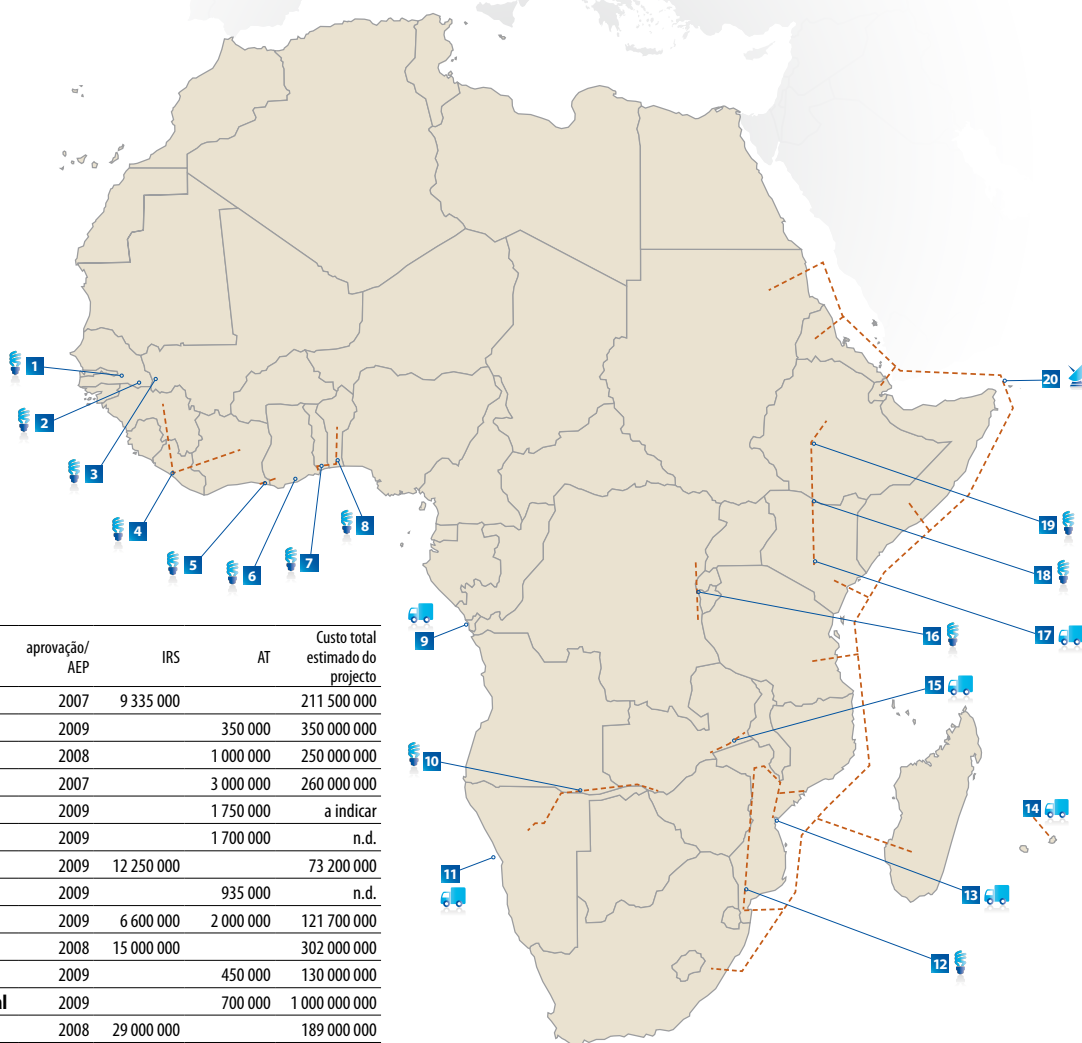 1
2
3
4
5
6
7
8
9
10
11
12
13
14
15
16
17
18
19
20
aprovação/ AEP IRS AT Custo total estimado do projecto
2007 9 335 000 211 500 000
2009 350 000 350 000 000
2008 1 000 000 250 000 000
2007 3 000 000 260 000 000
2009 1 750 000 a indicar
2009 1 700 000 n.d.
2009 12 250 000 73 200 000
2009 935 000 n.d.
2009 6 600 000 2 000 000 121 700 000
2008 15 000 000 302 000 000
2009 450 000 130 000 000
al 2009 700 000 1 000 000 000
2008 29 000 000 189 000 000